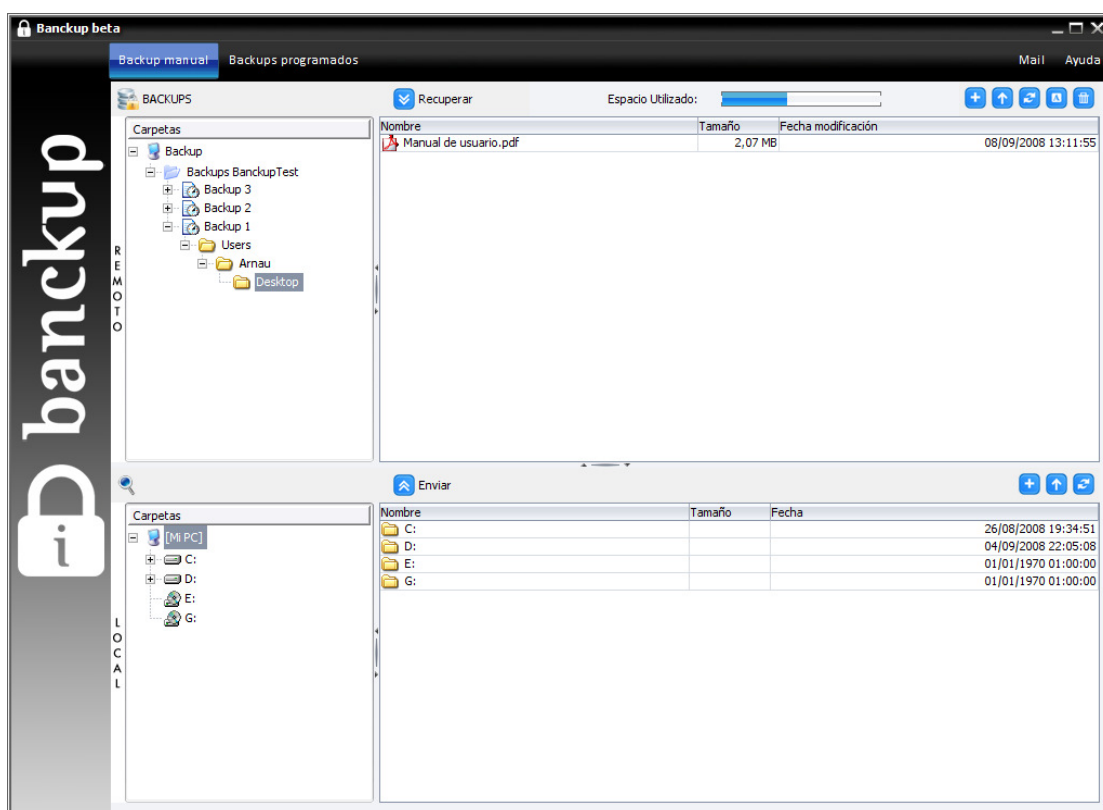 Banckup beta
Backup manual Backups programados Mail Ayuda
BACKUPS Recuperar Espacio Utilizado:
Carpetas
Backup
Backups BanckupTest
Backup 3
Backup 2
Backup 1
Users
Arnau
Desktop
Nombre Tamaño Fecha modificación
Manual de usuario.pdf 2,07 MB 08/09/2008 13:11:55
REMOTO
banckup
Enviar
Carpetas
[Mi PC]
C:
D:
E:
G:
Nombre Tamaño Fecha
C: 26/08/2008 19:34:51
D: 04/09/2008 22:05:08
E: 01/01/1970 01:00:00
G: 01/01/1970 01:00:00
LOCAL
i